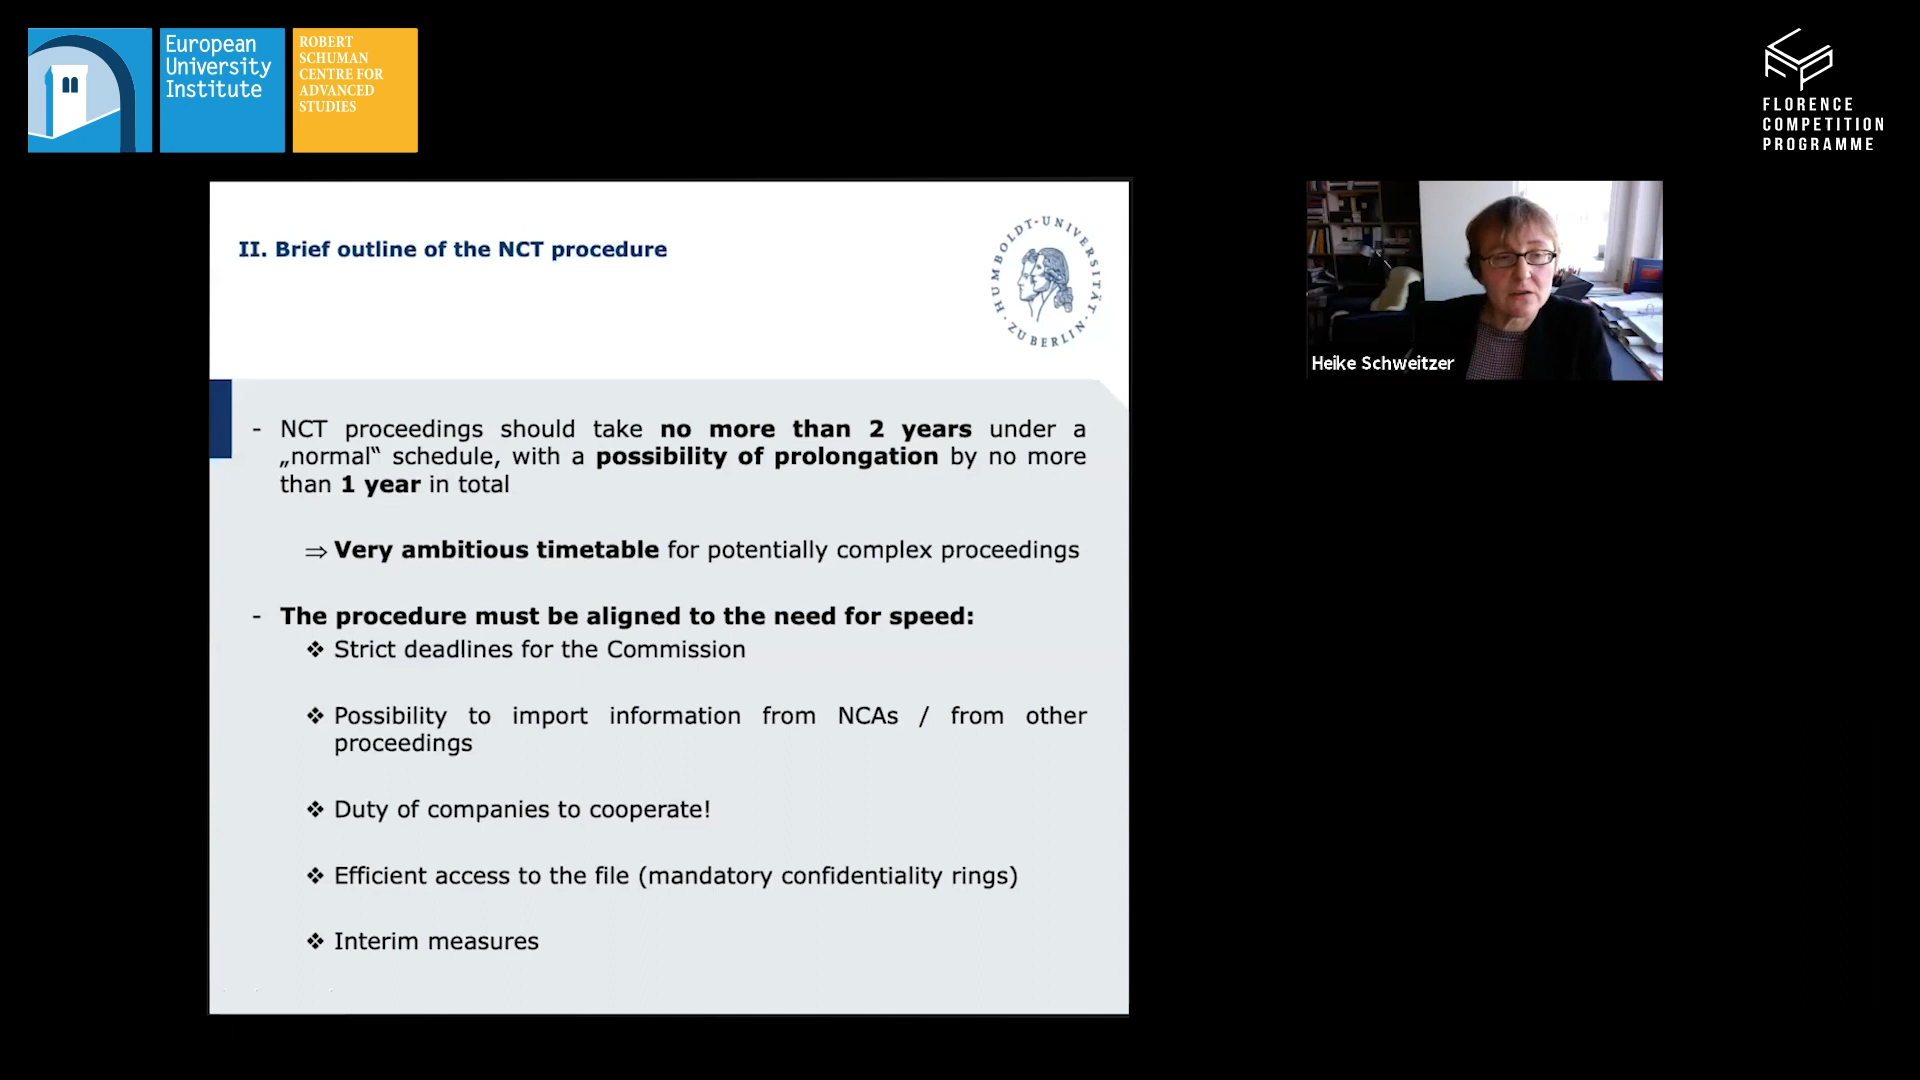 European
University
Institute
ROBERT
SCHUMAN
CENTRE FOR
ADVANCED
STUDIES
FLORENCE
COMPETITION
PROGRAMME
II. Brief outline of the NCT procedure
HUMBOLDT-UNIVERSITÄT · ZU BERLIN ·
- NCT proceedings should take no more than 2 years under a
„normal‟ schedule, with a possibility of prolongation by no more
than 1 year in total
⇒ Very ambitious timetable for potentially complex proceedings
- The procedure must be aligned to the need for speed:
❖ Strict deadlines for the Commission
❖ Possibility to import information from NCAs / from other
proceedings
❖ Duty of companies to cooperate!
❖ Efficient access to the file (mandatory confidentiality rings)
❖ Interim measures
Heike Schweitzer